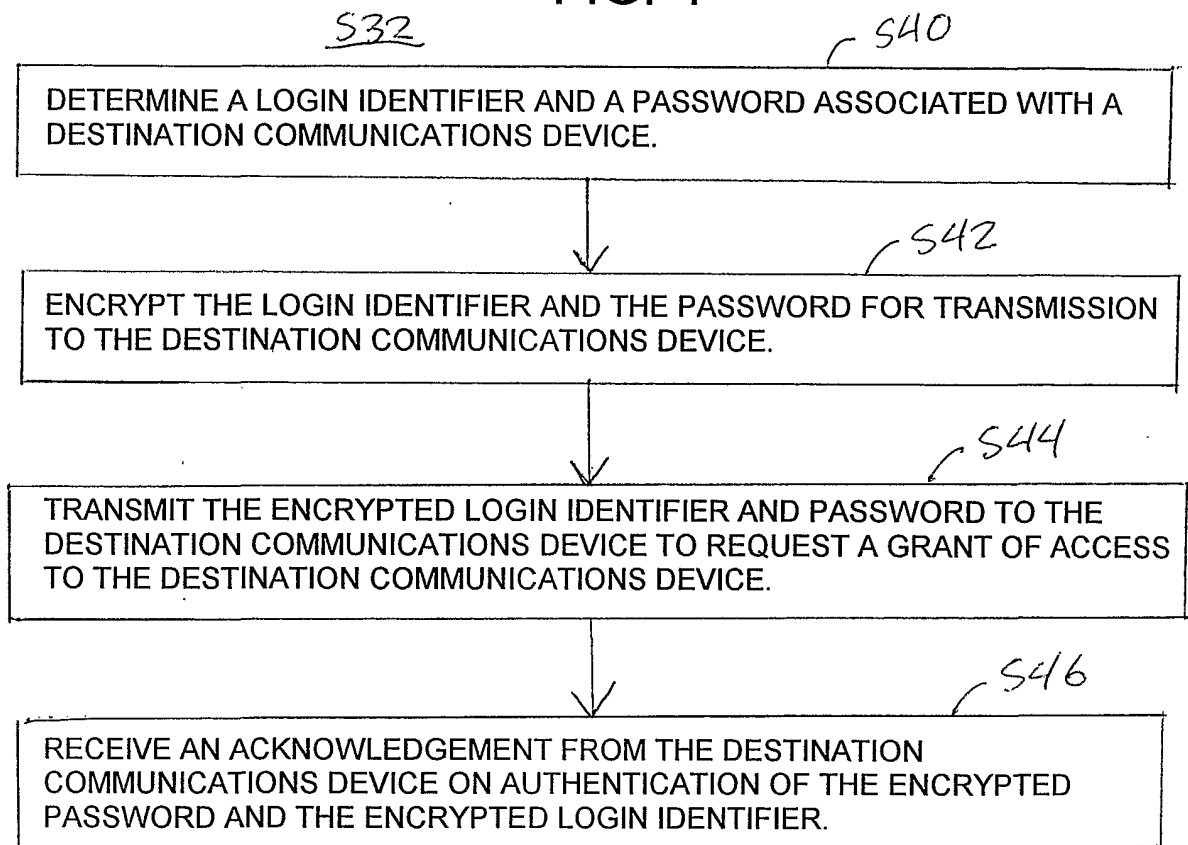 S32
S40
DETERMINE A LOGIN IDENTIFIER AND A PASSWORD ASSOCIATED WITH A
DESTINATION COMMUNICATIONS DEVICE.
S42
ENCRYPT THE LOGIN IDENTIFIER AND THE PASSWORD FOR TRANSMISSION
TO THE DESTINATION COMMUNICATIONS DEVICE.
S44
TRANSMIT THE ENCRYPTED LOGIN IDENTIFIER AND PASSWORD TO THE
DESTINATION COMMUNICATIONS DEVICE TO REQUEST A GRANT OF ACCESS
TO THE DESTINATION COMMUNICATIONS DEVICE.
S46
RECEIVE AN ACKNOWLEDGEMENT FROM THE DESTINATION
COMMUNICATIONS DEVICE ON AUTHENTICATION OF THE ENCRYPTED
PASSWORD AND THE ENCRYPTED LOGIN IDENTIFIER.